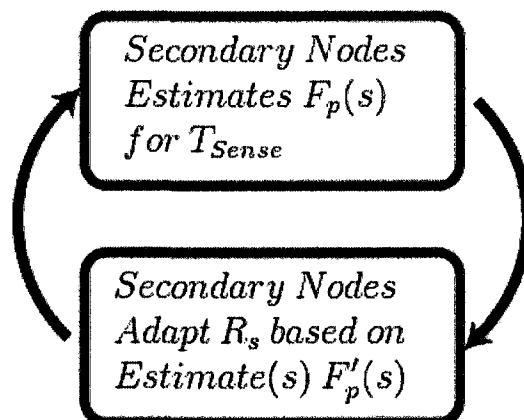 Secondary Nodes
Estimates F_p(s)
for T_Sense
Secondary Nodes
Adapt R_s based on
Estimate(s) F'_p(s)